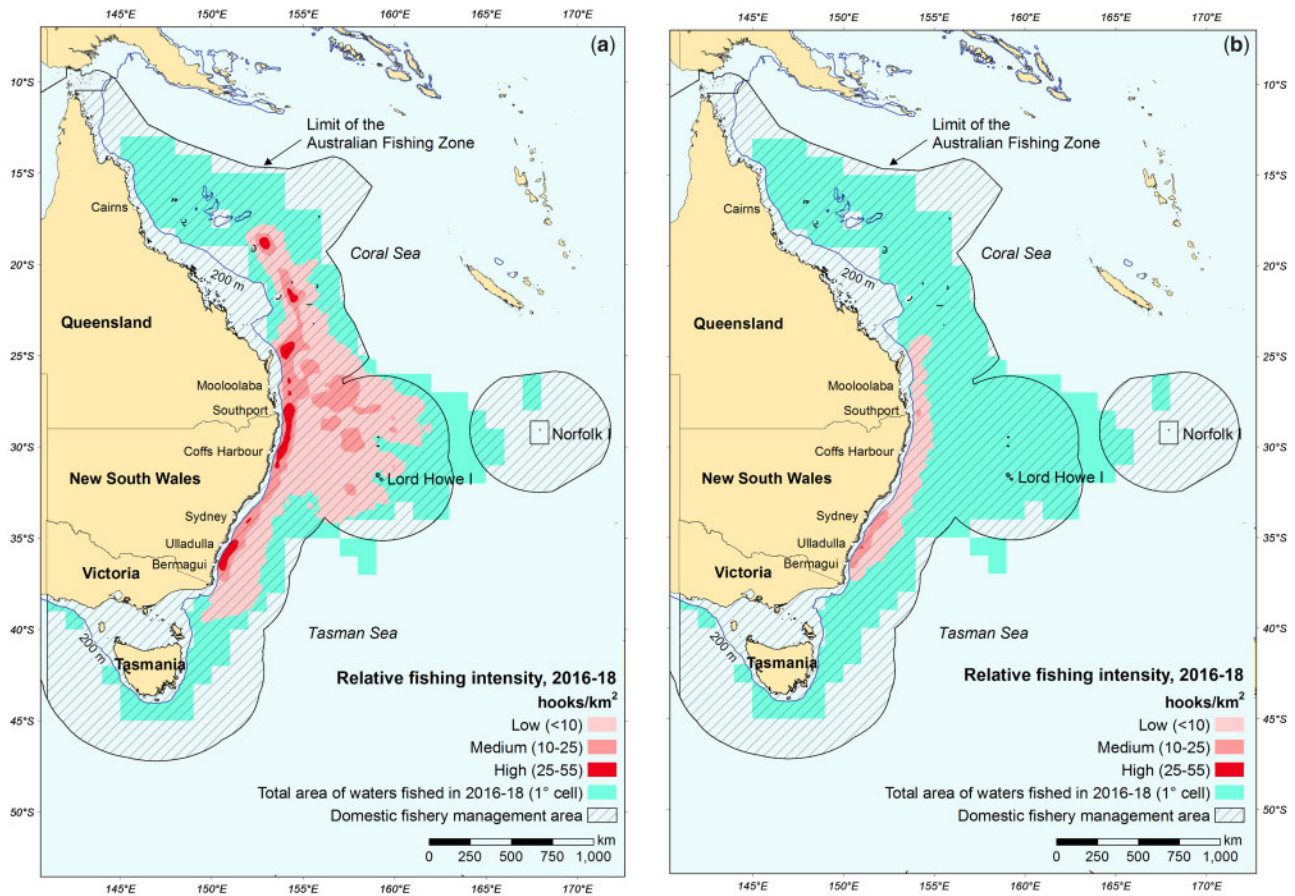 145°E 150°E 155°E 160°E 165°E 170°E
(a)
10°S
Limit of the
Australian Fishing Zone
15°S
Cairns
Coral Sea
20°S
200 m
Queensland
25°S
Mooloolaba
Southport
Norfolk I
30°S
Coffs Harbour
New South Wales
Lord Howe I
Sydney
35°S
Ulladulla
Bermagui
Victoria
40°S
Tasman Sea
200 m
Tasmania
Relative fishing intensity, 2016-18
hooks/km²
Low (<10)
45°S
Medium (10-25)
High (25-55)
Total area of waters fished in 2016-18 (1° cell)
50°S
Domestic fishery management area
km
0 250 500 750 1,000
145°E 150°E 155°E 160°E 165°E 170°E
145°E 150°E 155°E 160°E 165°E 170°E
(b)
10°S
Limit of the
Australian Fishing Zone
15°S
Cairns
Coral Sea
20°S
200 m
Queensland
25°S
Mooloolaba
Southport
Norfolk I
30°S
Coffs Harbour
New South Wales
Lord Howe I
Sydney
35°S
Ulladulla
Bermagui
Victoria
40°S
Tasman Sea
200 m
Tasmania
Relative fishing intensity, 2016-18
hooks/km²
Low (<10)
45°S
Medium (10-25)
High (25-55)
Total area of waters fished in 2016-18 (1° cell)
50°S
Domestic fishery management area
km
0 250 500 750 1,000
145°E 150°E 155°E 160°E 165°E 170°E